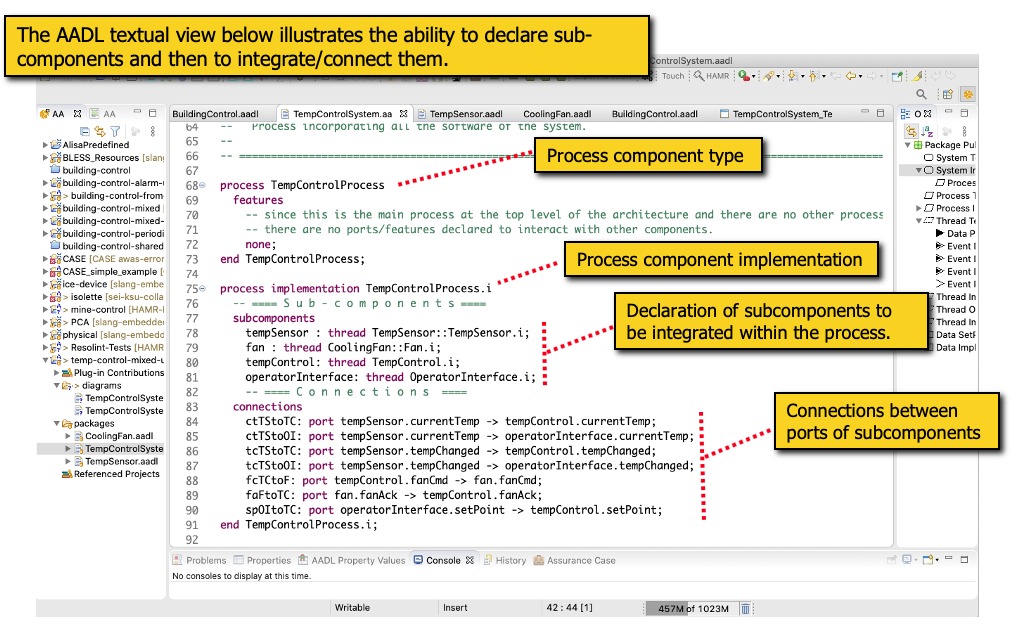 The AADL textual view below illustrates the ability to declare sub-
components and then to integrate/connect them.
ControlSystem.aadl
Touch HAMR
AA AA
BuildingControl.aadl TempControlSystem.aa TempSensor.aadl CoolingFan.aadl BuildingControl.aadl TempControlSystem_Te
O
AlisaPredefined
BLESS_Resources [slang
building-control
building-control-alarm-u
> building-control-from-
building-control-mixed [
building-control-mixed-
building-control-periodi
building-control-shared
CASE [CASE awas-error
CASE_simple_example [
ice-device [slang-embe
> isolette [sei-ksu-colla
> mine-control [HAMR-
> PCA [slang-embedded
physical [slang-embedd
> Resolint-Tests [HAMR
> temp-control-mixed-u
Plug-in Contributions
> diagrams
TempControlSyste
TempControlSyste
packages
CoolingFan.aadl
TempControlSyste
TempSensor.aadl
Referenced Projects
64 -- Process incorporating all the software of the system.
65 --
66 -- ====
67
68 process TempControlProcess
69 features
70 -- since this is the main process at the top level of the architecture and there are no other process
71 -- there are no ports/features declared to interact with other components.
72 none;
73 end TempControlProcess;
74
75 process implementation TempControlProcess.i
76 -- ==== S u b - c o m p o n e n t s ====
77 subcomponents
78 tempSensor : thread TempSensor::TempSensor.i;
79 fan : thread CoolingFan::Fan.i;
80 tempControl: thread TempControl.i;
81 operatorInterface: thread OperatorInterface.i;
82 -- ==== C o n n e c t i o n s ====
83 connections
84 ctTStoTC: port tempSensor.currentTemp -> tempControl.currentTemp;
85 ctTStoOI: port tempSensor.currentTemp -> operatorInterface.currentTemp;
86 tcTStoTC: port tempSensor.tempChanged -> tempControl.tempChanged;
87 tcTStoOI: port tempSensor.tempChanged -> operatorInterface.tempChanged;
88 fcTCtoF: port tempControl.fanCmd -> fan.fanCmd;
89 faFtoTC: port fan.fanAck -> tempControl.fanAck;
90 spOItoTC: port operatorInterface.setPoint -> tempControl.setPoint;
91 end TempControlProcess.i;
92
Process component type
Process component implementation
Declaration of subcomponents to
be integrated within the process.
Connections between
ports of subcomponents
Package Pul
System T
System In
Proces
Process T
Process I
Thread T
Data P
Event I
Event I
Event I
Event I
Thread In
Thread O
Thread In
Data SetF
Data Impl
Problems Properties AADL Property Values Console History Assurance Case
No consoles to display at this time.
Writable Insert 42 : 44 [1] 457M of 1023M